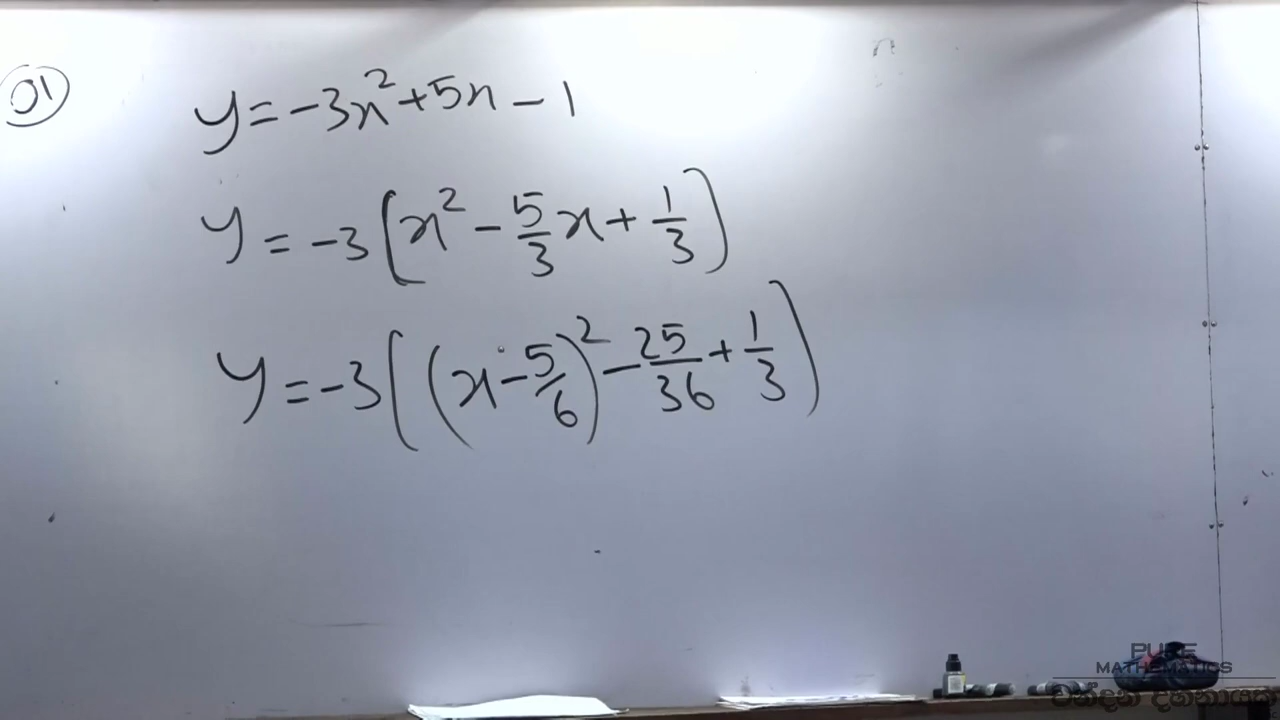 01
y = -3x² + 5x - 1
y = -3(x² - 5/3 x + 1/3)
y = -3((x - 5/6)² - 25/36 + 1/3)
PURE
MATHEMATICS